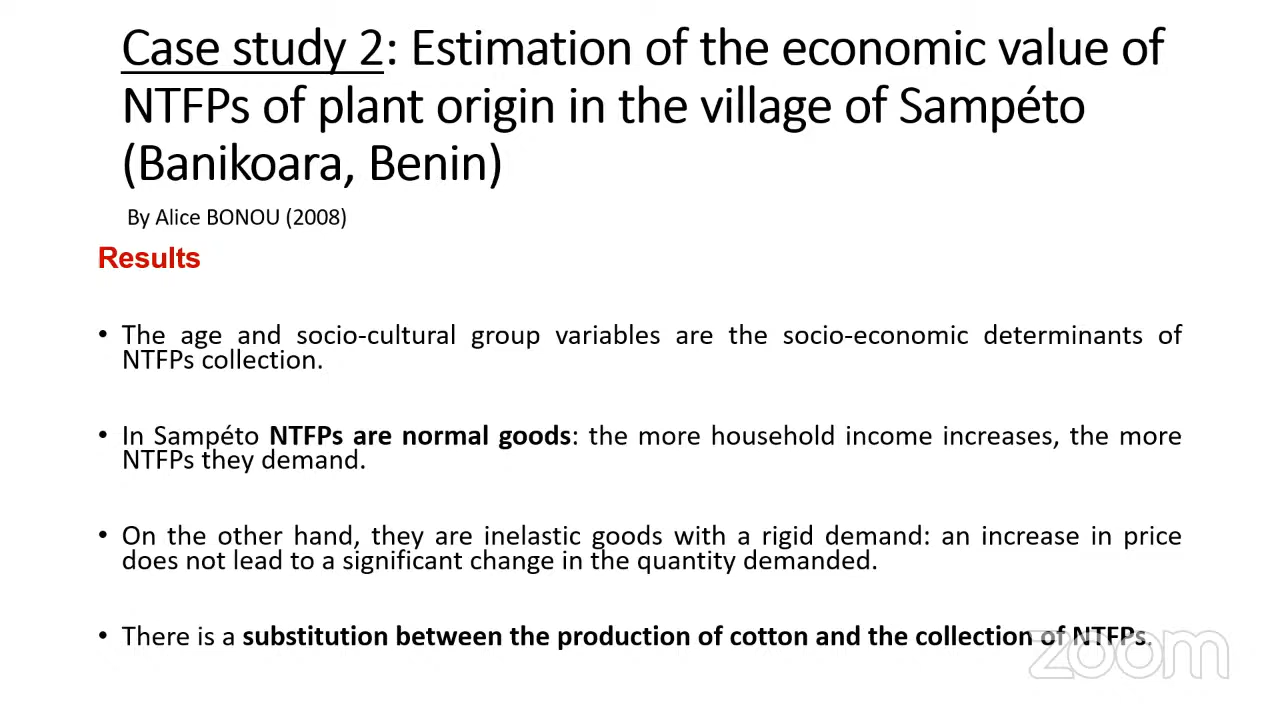 Case study 2: Estimation of the economic value of
NTFPs of plant origin in the village of Sampéto
(Banikoara, Benin)
By Alice BONOU (2008)
Results
• The age and socio-cultural group variables are the socio-economic determinants of
NTFPs collection.
• In Sampéto NTFPs are normal goods: the more household income increases, the more
NTFPs they demand.
• On the other hand, they are inelastic goods with a rigid demand: an increase in price
does not lead to a significant change in the quantity demanded.
• There is a substitution between the production of cotton and the collection of NTFPs.
zoom